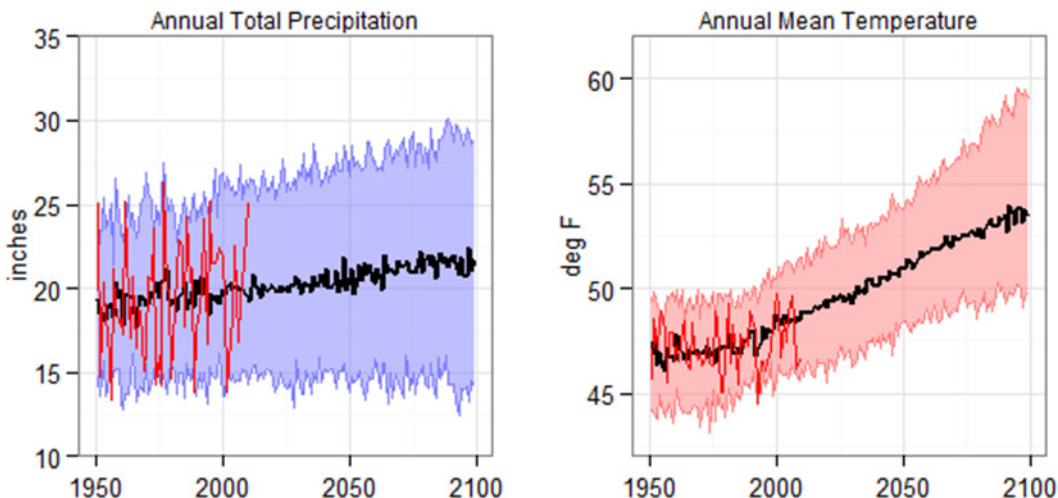 Annual Total Precipitation
inches
35
30
25
20
15
10
1950 2000 2050 2100
Annual Mean Temperature
deg F
60
55
50
45
1950 2000 2050 2100